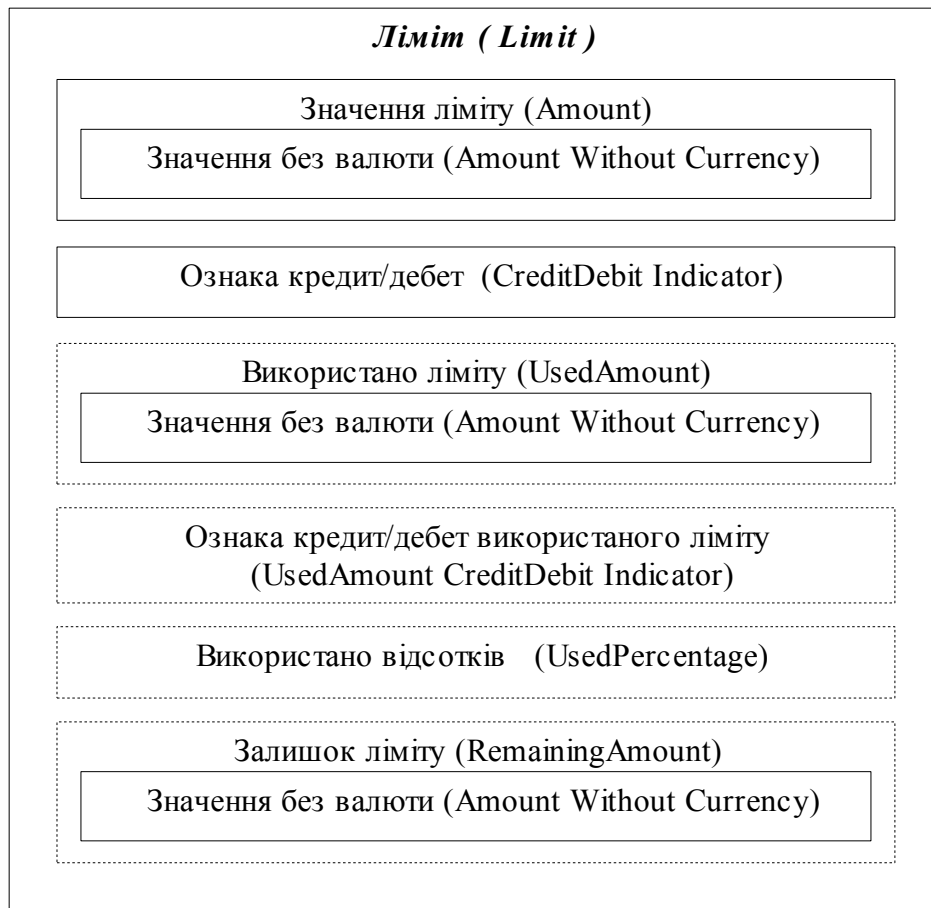 Ліміт ( Limit )
Значення ліміту (Amount)
Значення без валюти (Amount Without Currency)
Ознака кредит/дебет (CreditDebit Indicator)
Використано ліміту (UsedAmount)
Значення без валюти (Amount Without Currency)
Ознака кредит/дебет використаного ліміту
(UsedAmount CreditDebit Indicator)
Використано відсотків (UsedPercentage)
Залишок ліміту (RemainingAmount)
Значення без валюти (Amount Without Currency)